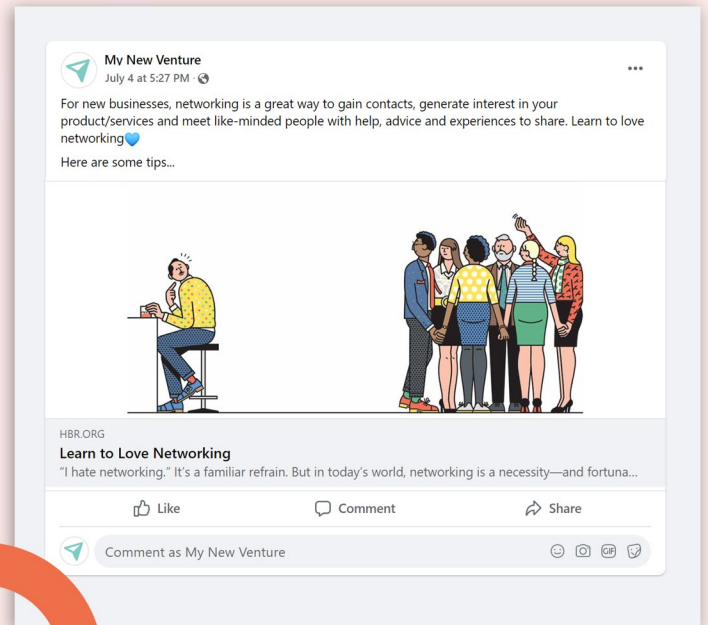 My New Venture
July 4 at 5:27 PM ·
For new businesses, networking is a great way to gain contacts, generate interest in your
product/services and meet like-minded people with help, advice and experiences to share. Learn to love
networking💙
Here are some tips...
HBR.ORG
Learn to Love Networking
“I hate networking.” It’s a familiar refrain. But in today’s world, networking is a necessity—and fortuna...
Like
Comment
Share
Comment as My New Venture
GIF